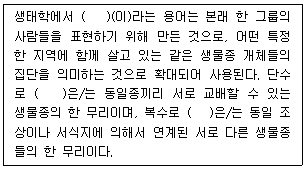 생태학에서 (   )(이)라는 용어는 본래 한 그룹의
사람들을 표현하기 위해 만든 것으로, 어떤 특정
한 지역에 함께 살고 있는 같은 생물종 개체들의
집단을 의미하는 것으로 확대되어 사용된다. 단수
로 (   )은/는 동일종끼리 서로 교배할 수 있는
생물종의 한 무리이며, 복수로 (   )은/는 동일 조
상이나 서식지에 의해서 연계된 서로 다른 생물종
들의 한 무리이다.